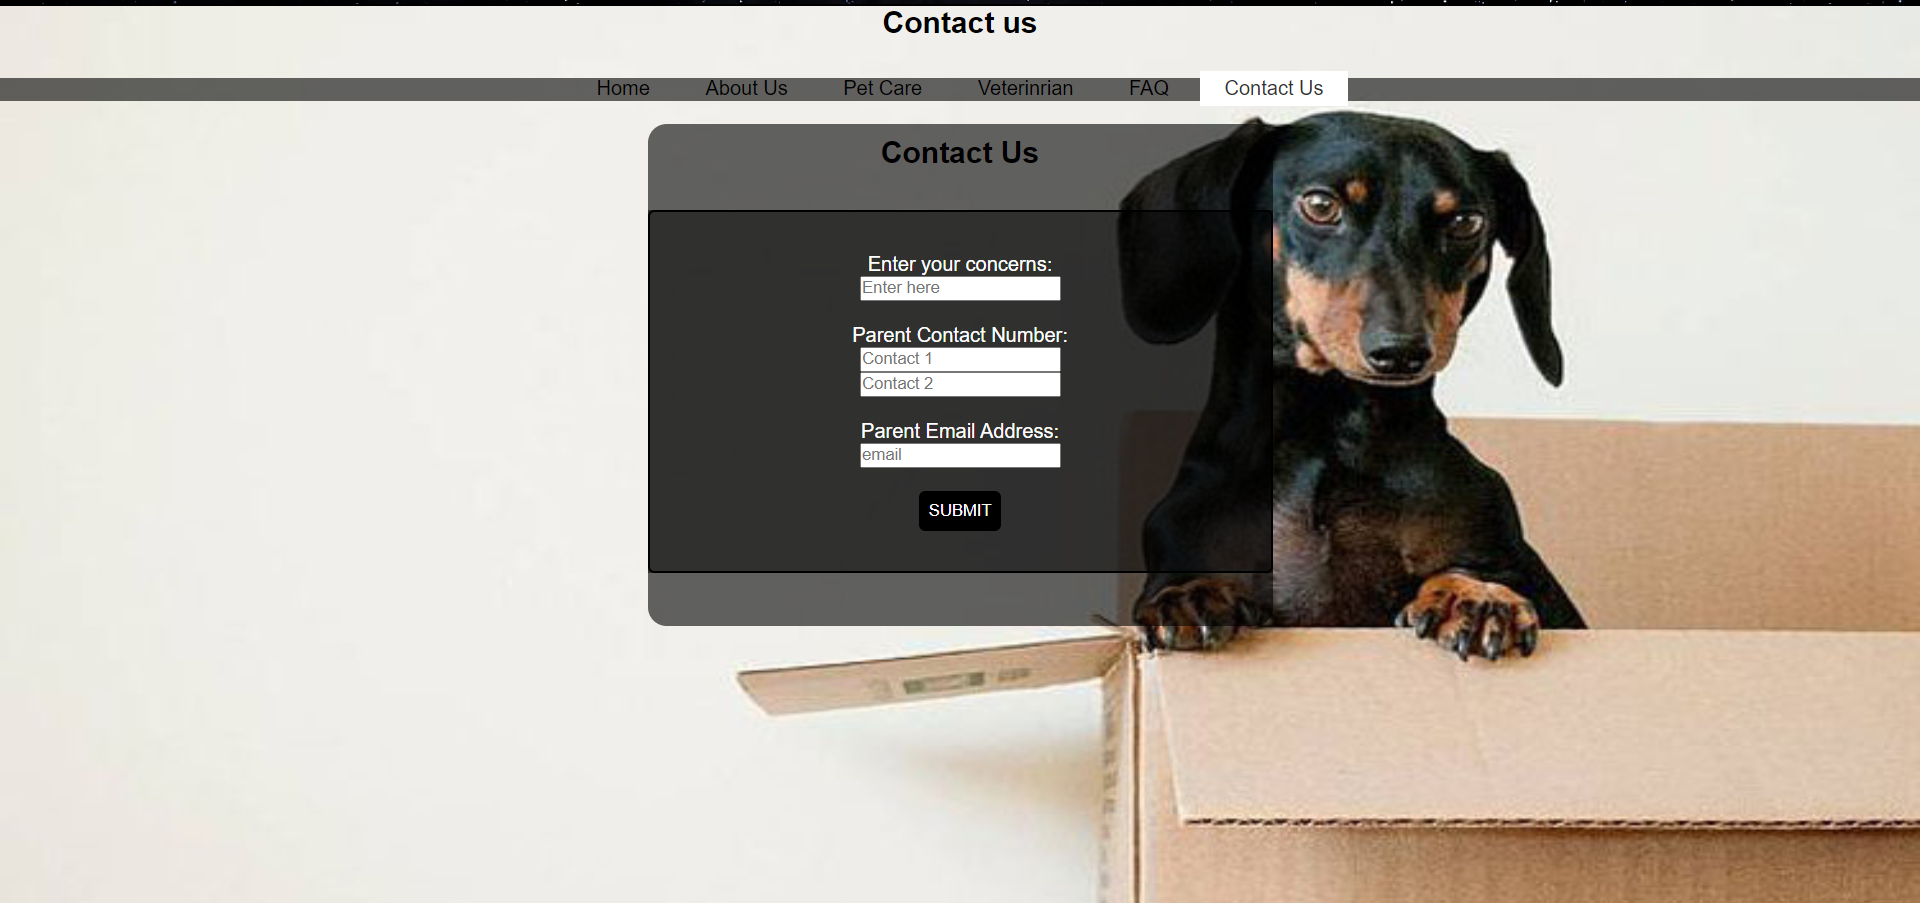 Contact us
Home About Us Pet Care Veterinrian FAQ Contact Us
Contact Us
Enter your concerns:
Enter here
Parent Contact Number:
Contact 1
Contact 2
Parent Email Address:
email
SUBMIT